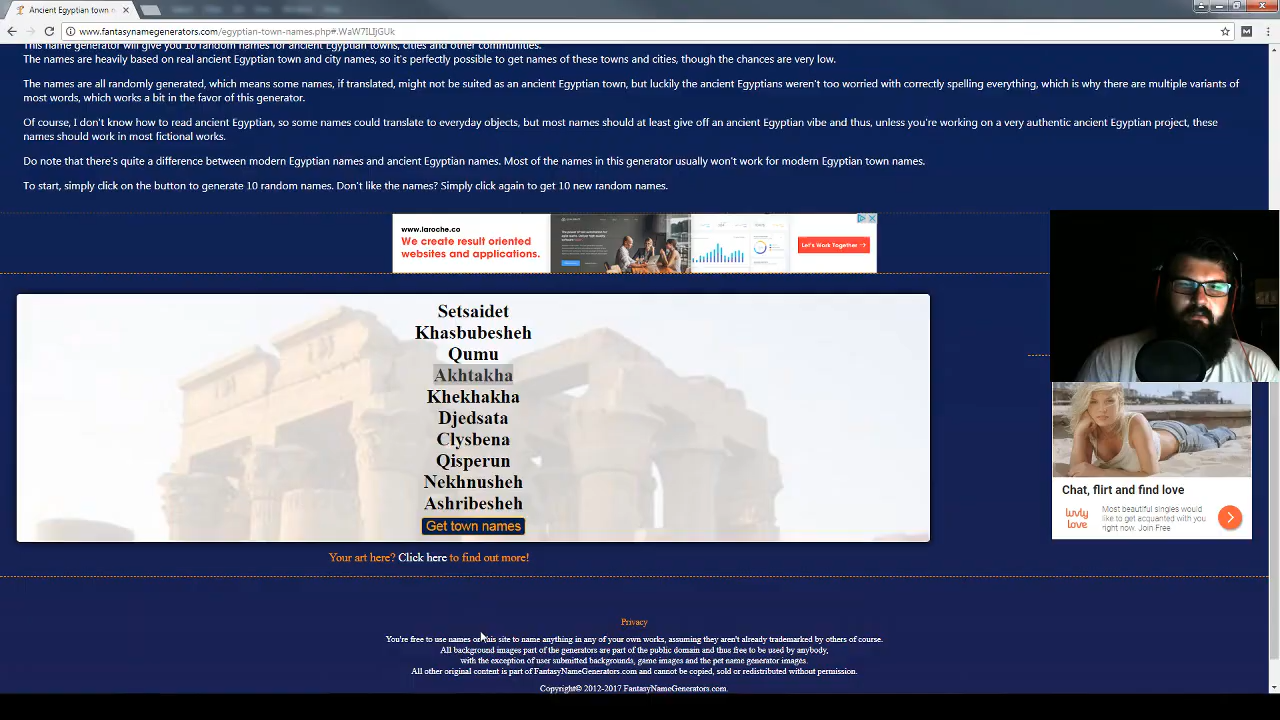 Ancient Egyptian town n
www.fantasynamegenerators.com/egyptian-town-names.php#.WaW7ILIjGUk
This name generator will give you 10 random names for ancient Egyptian towns, cities and other communities.
The names are heavily based on real ancient Egyptian town and city names, so it's perfectly possible to get names of these towns and cities, though the chances are very low.
The names are all randomly generated, which means some names, if translated, might not be suited as an ancient Egyptian town, but luckily the ancient Egyptians weren't too worried with correctly spelling everything, which is why there are multiple variants of
most words, which works a bit in the favor of this generator.
Of course, I don't know how to read ancient Egyptian, so some names could translate to everyday objects, but most names should at least give off an ancient Egyptian vibe and thus, unless you're working on a very authentic ancient Egyptian project, these
names should work in most fictional works.
Do note that there's quite a difference between modern Egyptian names and ancient Egyptian names. Most of the names in this generator usually won't work for modern Egyptian town names.
To start, simply click on the button to generate 10 random names. Don't like the names? Simply click again to get 10 new random names.
www.laroche.co
We create result oriented
websites and applications.
Let's Work Together →
Setsaidet
Khasbubesheh
Qumu
Akhtakha
Khekhakha
Djedsata
Clysbena
Qisperun
Nekhnusheh
Ashribesheh
Get town names
Your art here? Click here to find out more!
Chat, flirt and find love
luvly
love
Most beautiful singles would
like to get acquainted with you
right now. Join Free
Privacy
You're free to use names on this site to name anything in any of your own works, assuming they aren't already trademarked by others of course.
All background images part of the generators are part of the public domain and thus free to be used by anybody,
with the exception of user submitted backgrounds, game images and the pet name generator images.
All other original content is part of FantasyNameGenerators.com and cannot be copied, sold or redistributed without permission.
Copyright© 2012-2017 FantasyNameGenerators.com.